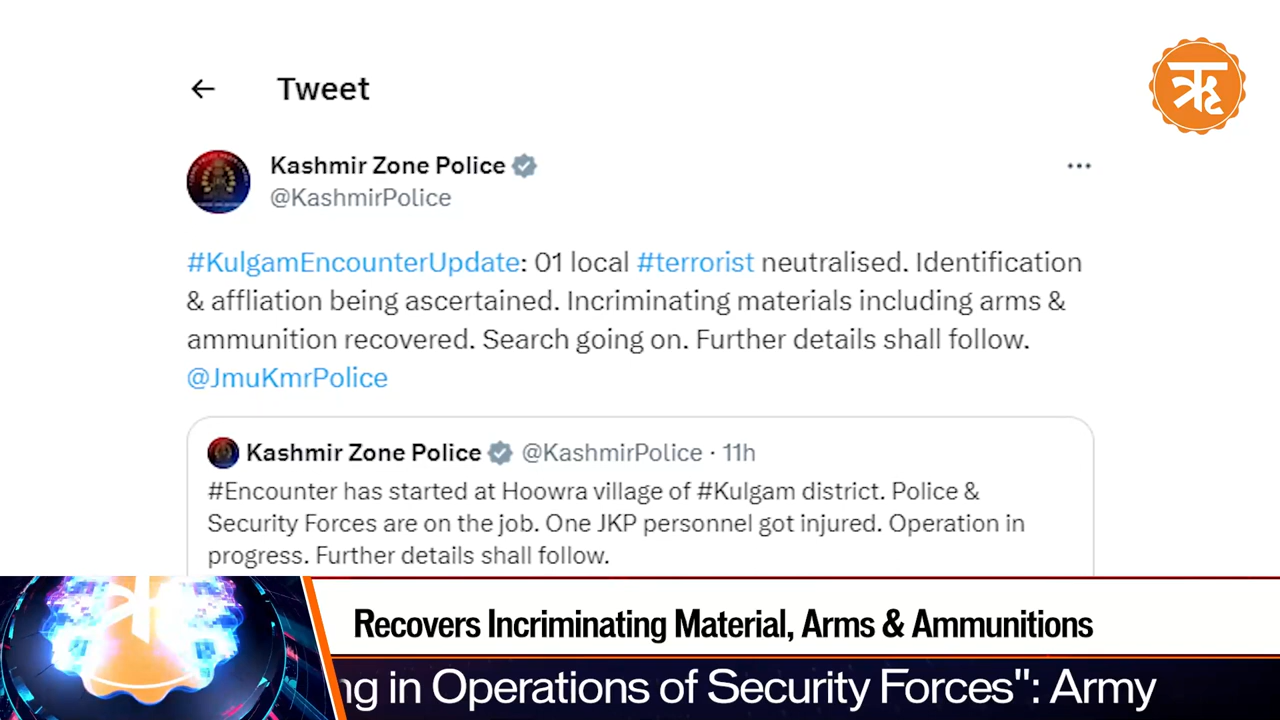 Tweet
ऋ
Kashmir Zone Police
@KashmirPolice
#KulgamEncounterUpdate: 01 local #terrorist neutralised. Identification
& affliation being ascertained. Incriminating materials including arms &
ammunition recovered. Search going on. Further details shall follow.
@JmuKmrPolice
Kashmir Zone Police @KashmirPolice · 11h
#Encounter has started at Hoowra village of #Kulgam district. Police &
Security Forces are on the job. One JKP personnel got injured. Operation in
progress. Further details shall follow.
Recovers Incriminating Material, Arms & Ammunitions
ng in Operations of Security Forces": Army